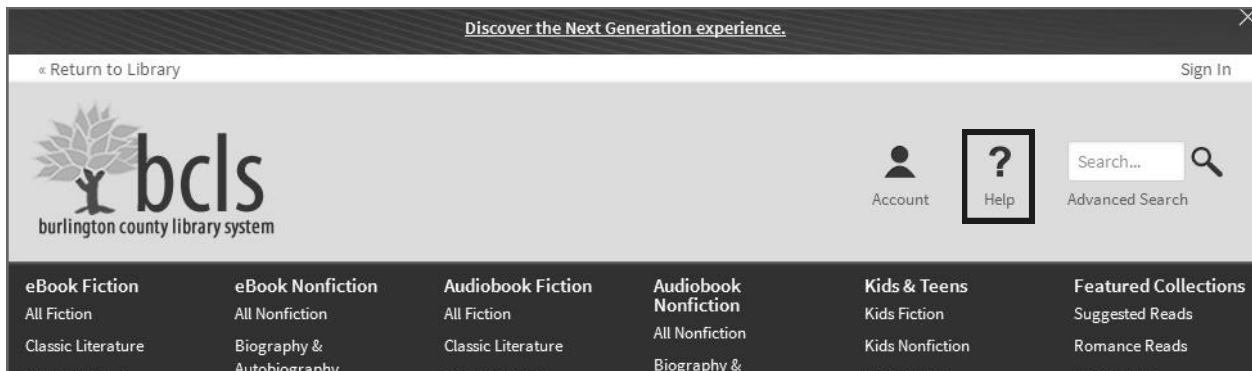 Discover the Next Generation experience.
« Return to Library
Sign In
bcls
burlington county library system
?
Account
Help
Search...
Advanced Search
eBook Fiction
All Fiction
Classic Literature
eBook Nonfiction
All Nonfiction
Biography &
Autobiography
Audiobook Fiction
All Fiction
Classic Literature
Audiobook
Nonfiction
All Nonfiction
Biography &
Kids & Teens
Kids Fiction
Kids Nonfiction
Featured Collections
Suggested Reads
Romance Reads